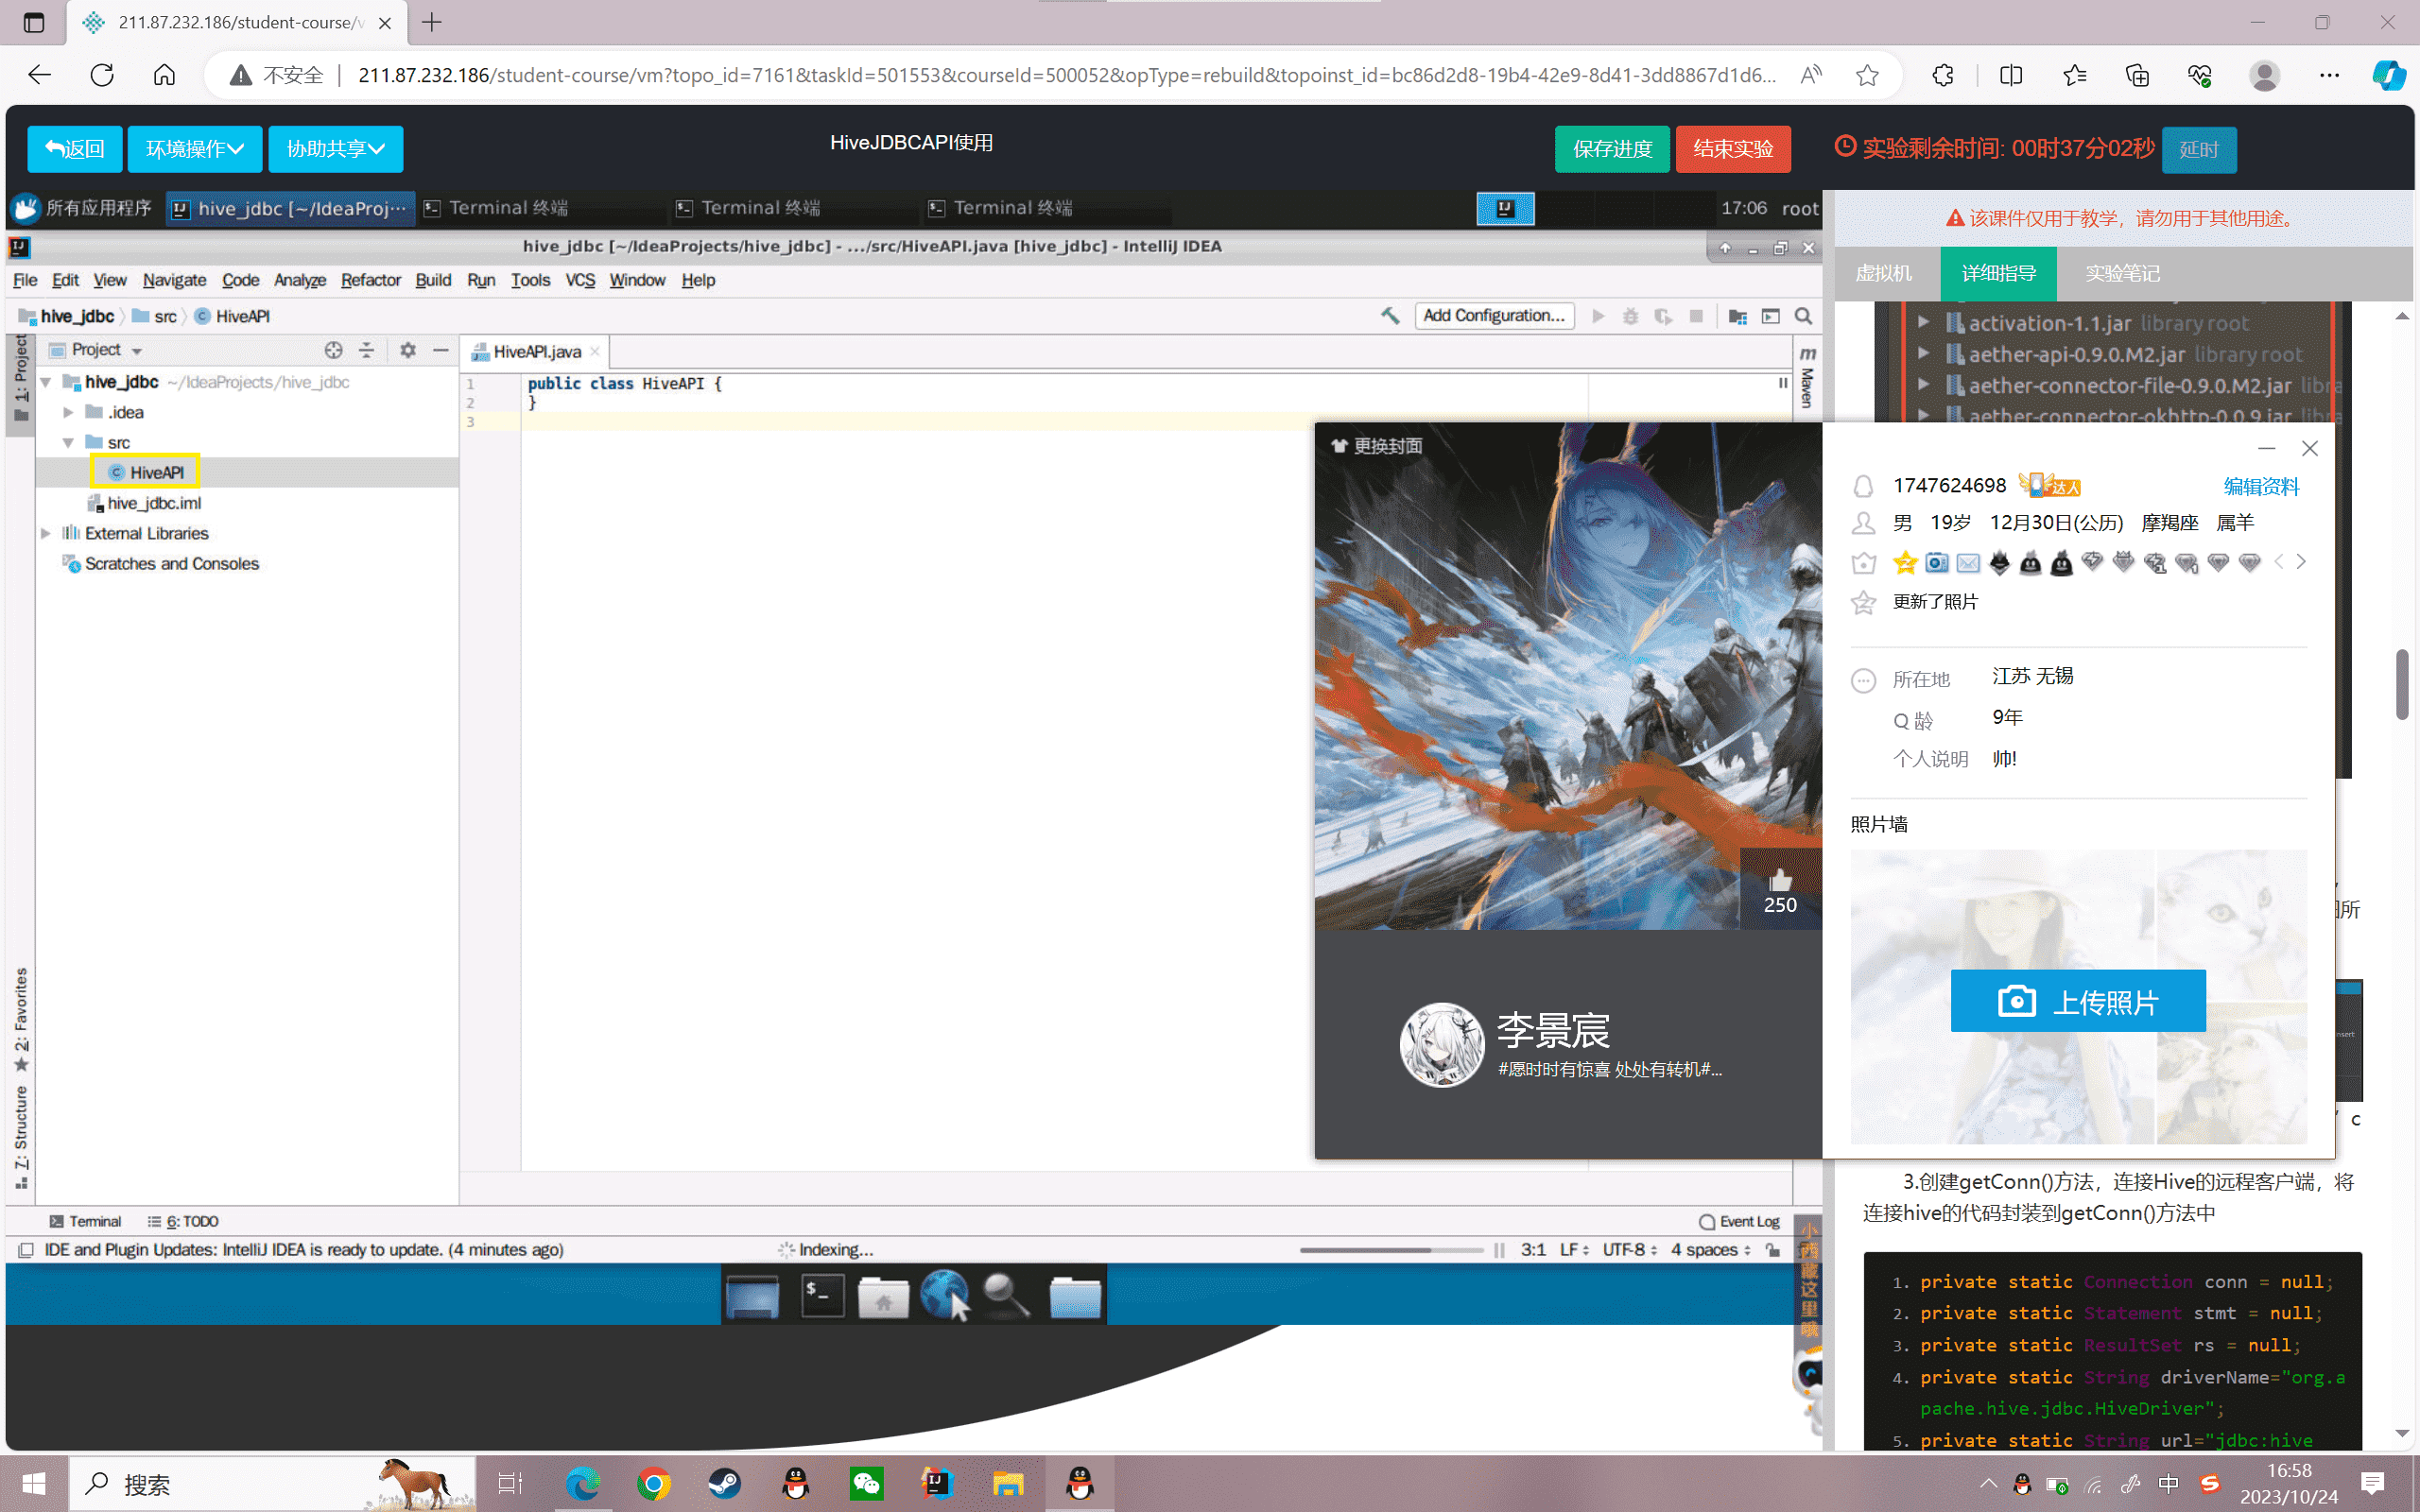 211.87.232.186/student-course/v
不安全
211.87.232.186/student-course/vm?topo_id=7161&taskId=501553&courseId=500052&opType=rebuild&topoinst_id=bc86d2d8-19b4-42e9-8d41-3dd8867d1d6...
返回
环境操作
协助共享
HiveJDBCAPI使用
保存进度
结束实验
实验剩余时间: 00时37分02秒
延时
所有应用程序
hive_jdbc [~/IdeaProj...
Terminal 终端
Terminal 终端
Terminal 终端
17:06 root
该课件仅用于教学，请勿用于其他用途。
hive_jdbc [~/IdeaProjects/hive_jdbc] - .../src/HiveAPI.java [hive_jdbc] - IntelliJ IDEA
虚拟机
详细指导
实验笔记
File Edit View Navigate Code Analyze Refactor Build Run Tools VCS Window Help
hive_jdbc
src
HiveAPI
Add Configuration...
activation-1.1.jar library root
aether-api-0.9.0.M2.jar library root
aether-connector-file-0.9.0.M2.jar libra
aether-connector-okhttp-0.0.9.jar libra
1: Project
Project
HiveAPI.java
Maven
hive_jdbc ~/IdeaProjects/hive_jdbc
.idea
src
HiveAPI
hive_jdbc.iml
External Libraries
Scratches and Consoles
1 public class HiveAPI {
2 }
3
更换封面
1747624698
达人
编辑资料
男 19岁 12月30日(公历) 摩羯座 属羊
更新了照片
所在地 江苏 无锡
Q 龄 9年
个人说明 帅!
照片墙
250
上传照片
李景宸
#愿时时有惊喜 处处有转机#...
所
nsert
c
3.创建getConn()方法，连接Hive的远程客户端，将
连接hive的代码封装到getConn()方法中
1. private static Connection conn = null;
2. private static Statement stmt = null;
3. private static ResultSet rs = null;
4. private static String driverName="org.a
pache.hive.jdbc.HiveDriver";
5. private static String url="jdbc:hive
2: Favorites
7: Structure
Terminal
6: TODO
Event Log
IDE and Plugin Updates: IntelliJ IDEA is ready to update. (4 minutes ago)
Indexing...
3:1 LF UTF-8 4 spaces
小西藏这里哦
搜索
中
16:58
2023/10/24